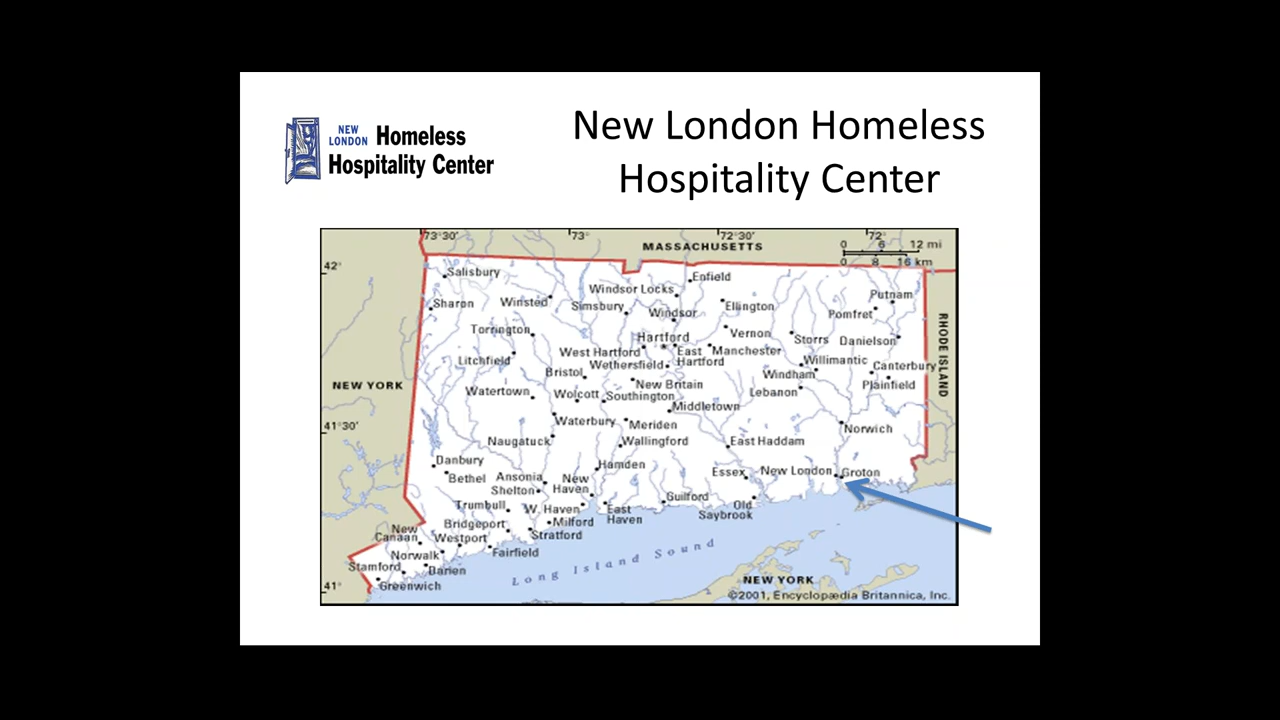 New London Homeless
Hospitality Center
NEW
LONDON
Homeless
Hospitality Center
73°30'
73°
72°30'
72°
MASSACHUSETTS
0 6 12 mi
0 8 16 km
42°
Salisbury
Enfield
Windsor Locks
Putnam
Sharon
Winsted
Simsbury
Ellington
Windsor
Pomfret
Torrington
Hartford
Vernon
Storrs
Danielson
RHODE ISLAND
Litchfield
West Hartford
East
Hartford
Manchester
Willimantic
Wethersfield
Canterbury
Bristol
Windham
NEW YORK
New Britain
Plainfield
Watertown
Wolcott
Southington
Lebanon
Middletown
41°30'
Waterbury
Meriden
Norwich
Naugatuck
Wallingford
East Haddam
Danbury
Hamden
Bethel
Ansonia
New
Haven
Essex
New London
Groton
Shelton
Guilford
Trumbull
W. Haven
East
Haven
Old
Saybrook
New
Canaan
Bridgeport
Milford
Westport
Stratford
Norwalk
Fairfield
Long Island Sound
Stamford
Darien
41°
Greenwich
NEW YORK
©2001, Encyclopædia Britannica, Inc.